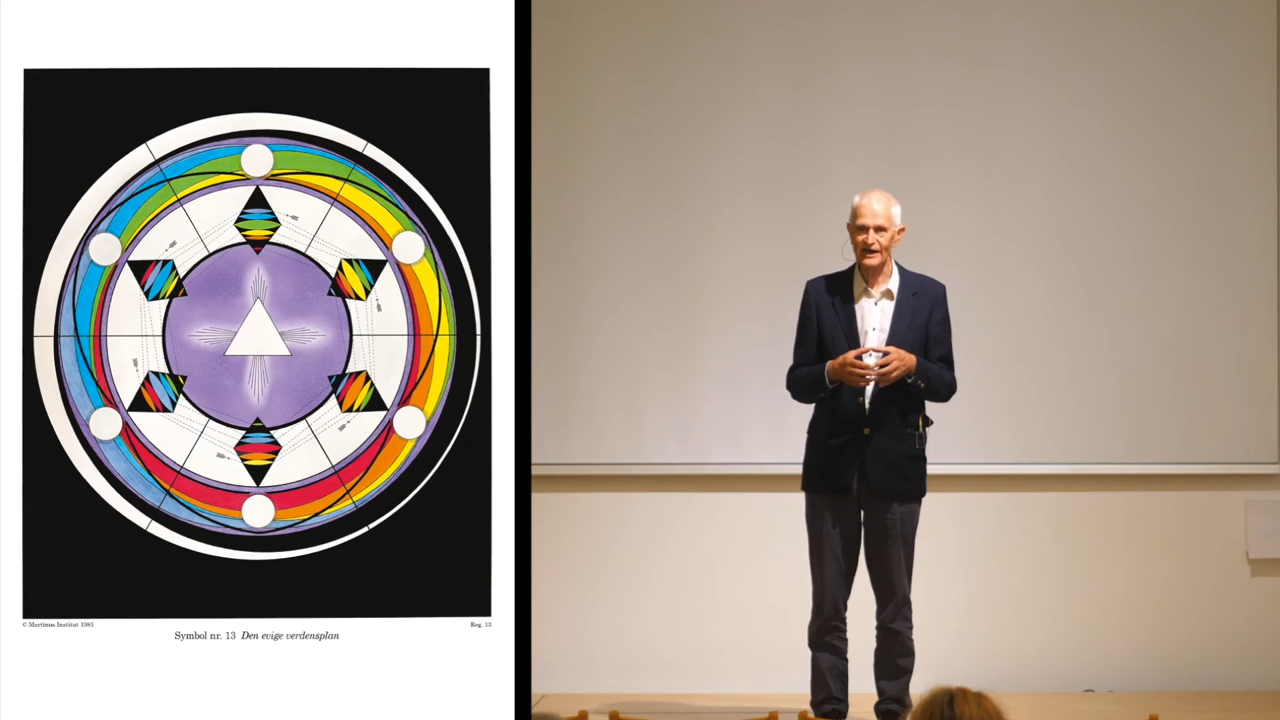 © Martinus Institut 1981
Reg. 13
Symbol nr. 13 Den evige verdensplan